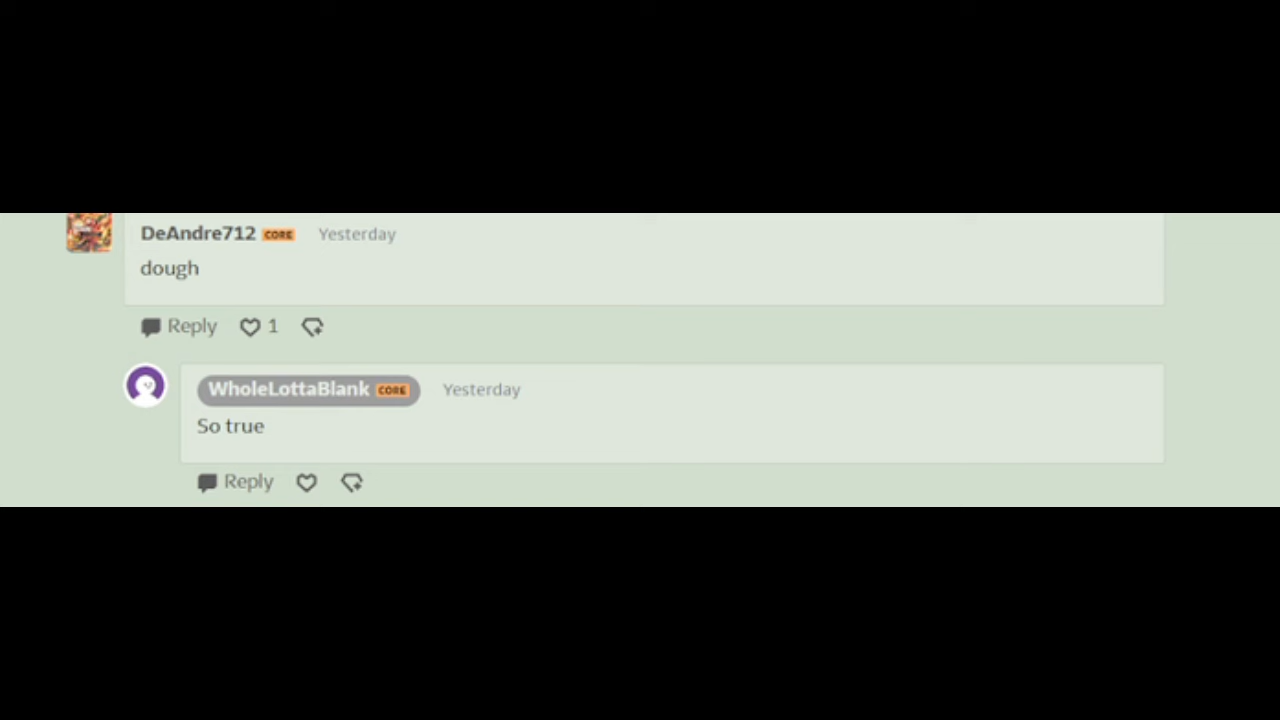 DeAndre712 CORE Yesterday
dough
Reply 1
WholeLottaBlank CORE Yesterday
So true
Reply